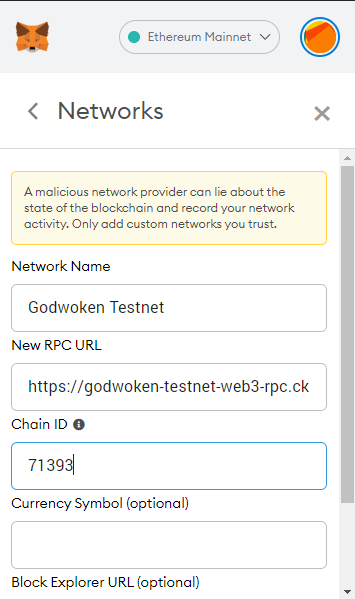 Ethereum Mainnet
Networks
A malicious network provider can lie about the
state of the blockchain and record your network
activity. Only add custom networks you trust.
Network Name
Godwoken Testnet
New RPC URL
https://godwoken-testnet-web3-rpc.ck
Chain ID
71393
Currency Symbol (optional)
Block Explorer URL (optional)